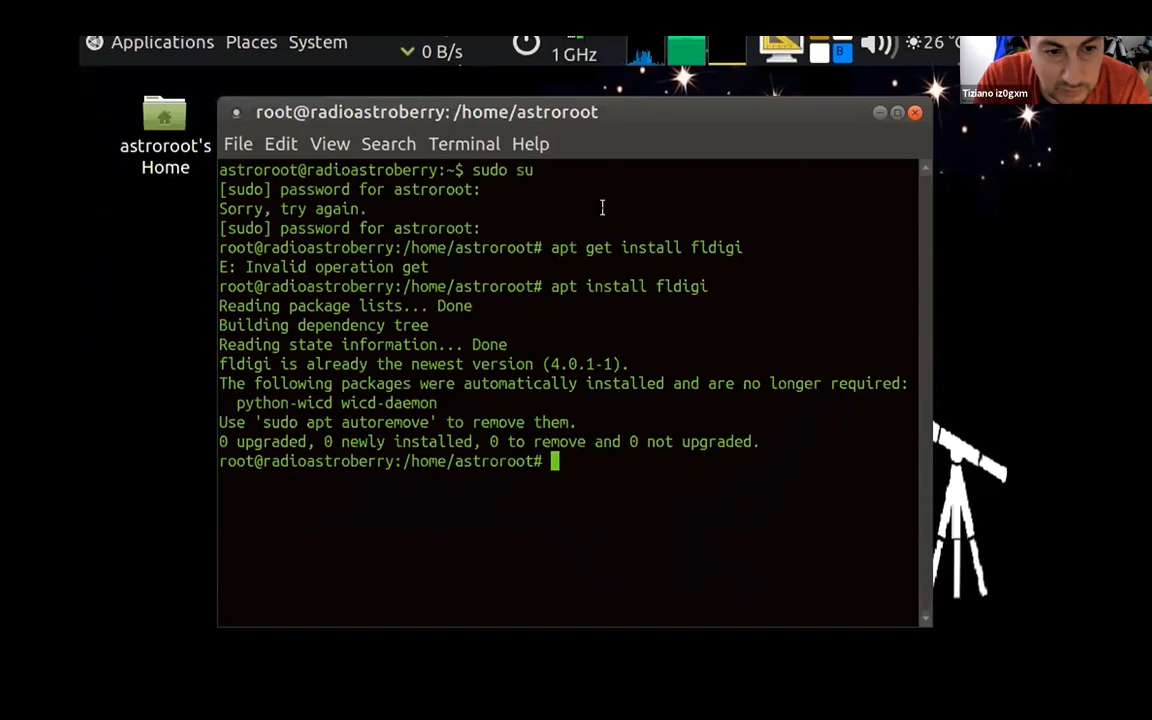 Applications Places System
0 B/s
1 GHz
26 °
Tiziano iz0gxm
astroroot's
Home
root@radioastroberry: /home/astroroot
File Edit View Search Terminal Help
astroroot@radioastroberry:~$ sudo su
[sudo] password for astroroot:
Sorry, try again.
[sudo] password for astroroot:
root@radioastroberry:/home/astroroot# apt get install fldigi
E: Invalid operation get
root@radioastroberry:/home/astroroot# apt install fldigi
Reading package lists... Done
Building dependency tree
Reading state information... Done
fldigi is already the newest version (4.0.1-1).
The following packages were automatically installed and are no longer required:
python-wicd wicd-daemon
Use 'sudo apt autoremove' to remove them.
0 upgraded, 0 newly installed, 0 to remove and 0 not upgraded.
root@radioastroberry:/home/astroroot#